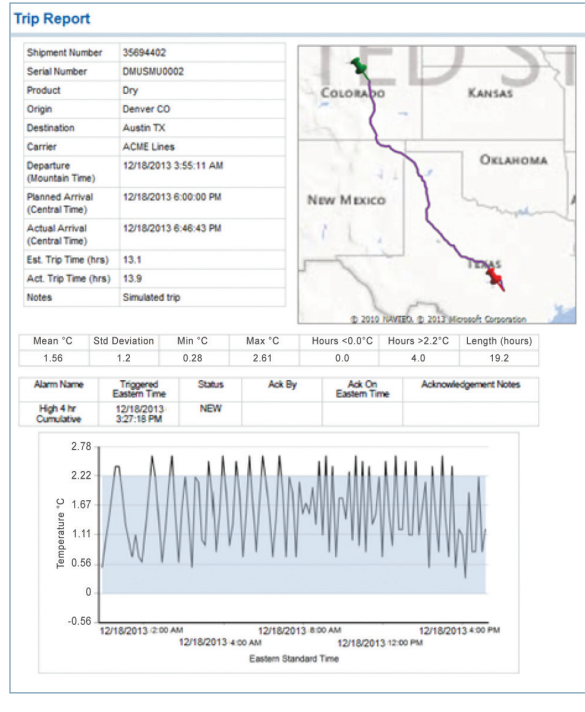 Trip Report
Shipment Number 35694402
Serial Number DMUSMU0002
Product Dry
Origin Denver CO
Destination Austin TX
Carrier ACME Lines
Departure 12/18/2013 3:55:11 AM
(Mountain Time)
Planned Arrival 12/18/2013 6:00:00 PM
(Central Time)
Actual Arrival 12/18/2013 6:46:43 PM
(Central Time)
Est. Trip Time (hrs) 13.1
Act. Trip Time (hrs) 13.9
Notes Simulated trip
TED S
COLORADO KANSAS
OKLAHOMA
NEW MEXICO
TEXAS
© 2010 NAVTEQ, © 2013 Microsoft Corporation
Mean °C Std Deviation Min °C Max °C Hours <0.0°C Hours >2.2°C Length (hours)
1.56 1.2 0.28 2.61 0.0 4.0 19.2
Alarm Name Triggered Status Ack By Ack On Acknowledgement Notes
Eastern Time Eastern Time
High 4 hr 12/18/2013 NEW
Cumulative 3:27:18 PM
Temperature °C
2.78
2.22
1.67
1.11
0.56
0
-0.56
12/18/2013 2:00 AM 12/18/2013 8:00 AM 12/18/2013 4:00 PM
12/18/2013 4:00 AM 12/18/2013 12:00 PM
Eastern Standard Time